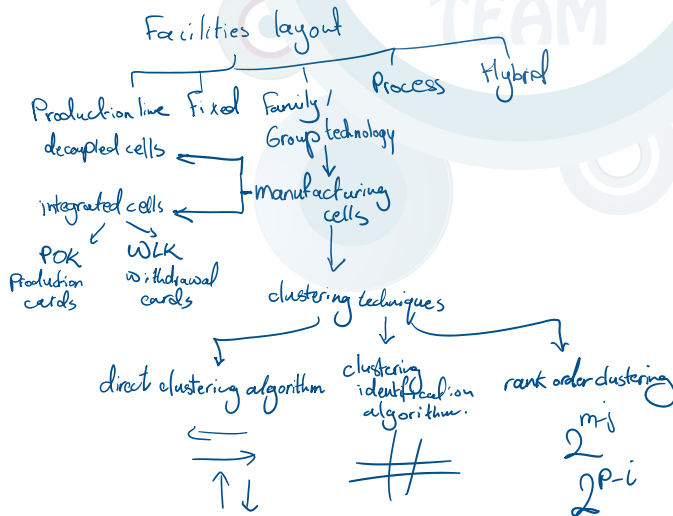 TEAM
Facilities layout
Production line
Fixed
Family /
Group technology
Process
Hybrid
decoupled cells
integrated cells
manufacturing
cells
POK
Production
cards
WLK
withdrawal
cards
clustering techniques
direct clustering algorithm
clustering
identification
algorithm.
rank order clustering
2^m-j
2^p-i